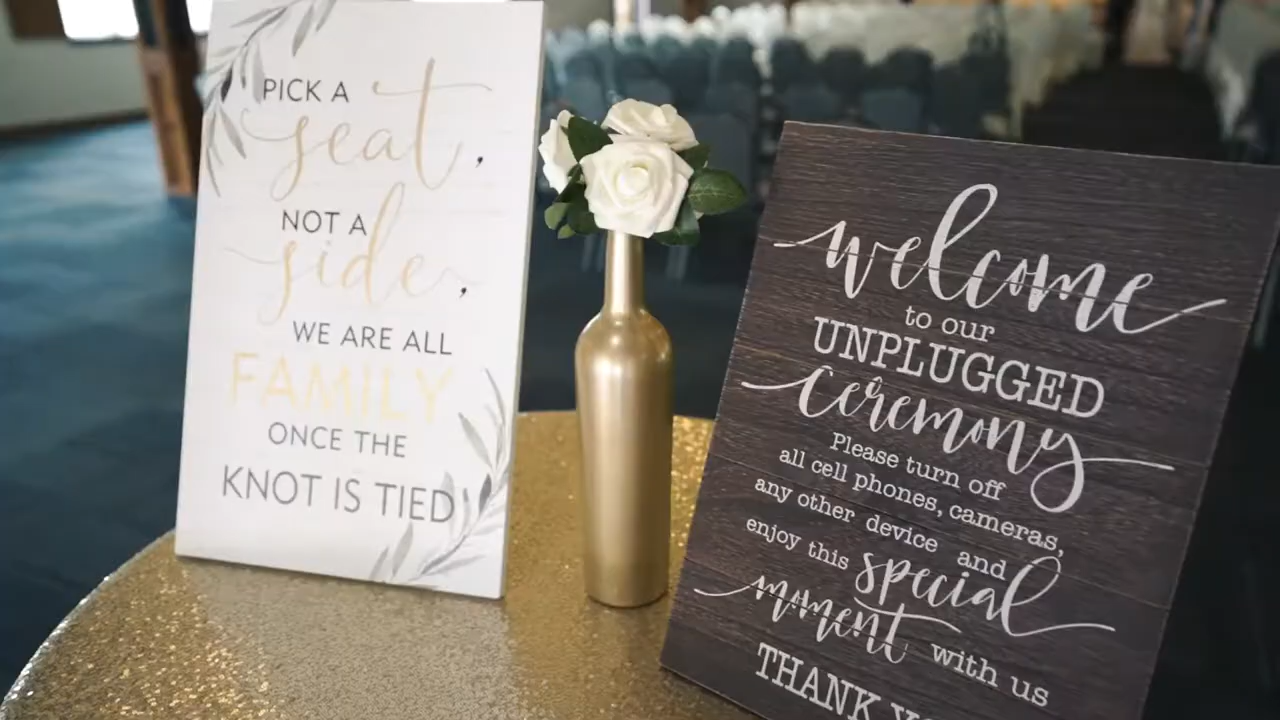 PICK A
seat,
NOT A
side,
WE ARE ALL
FAMILY
ONCE THE
KNOT IS TIED
welcome
to our
UNPLUGGED
ceremony
Please turn off
all cell phones, cameras,
any other device and
enjoy this special
moment with us
THANK